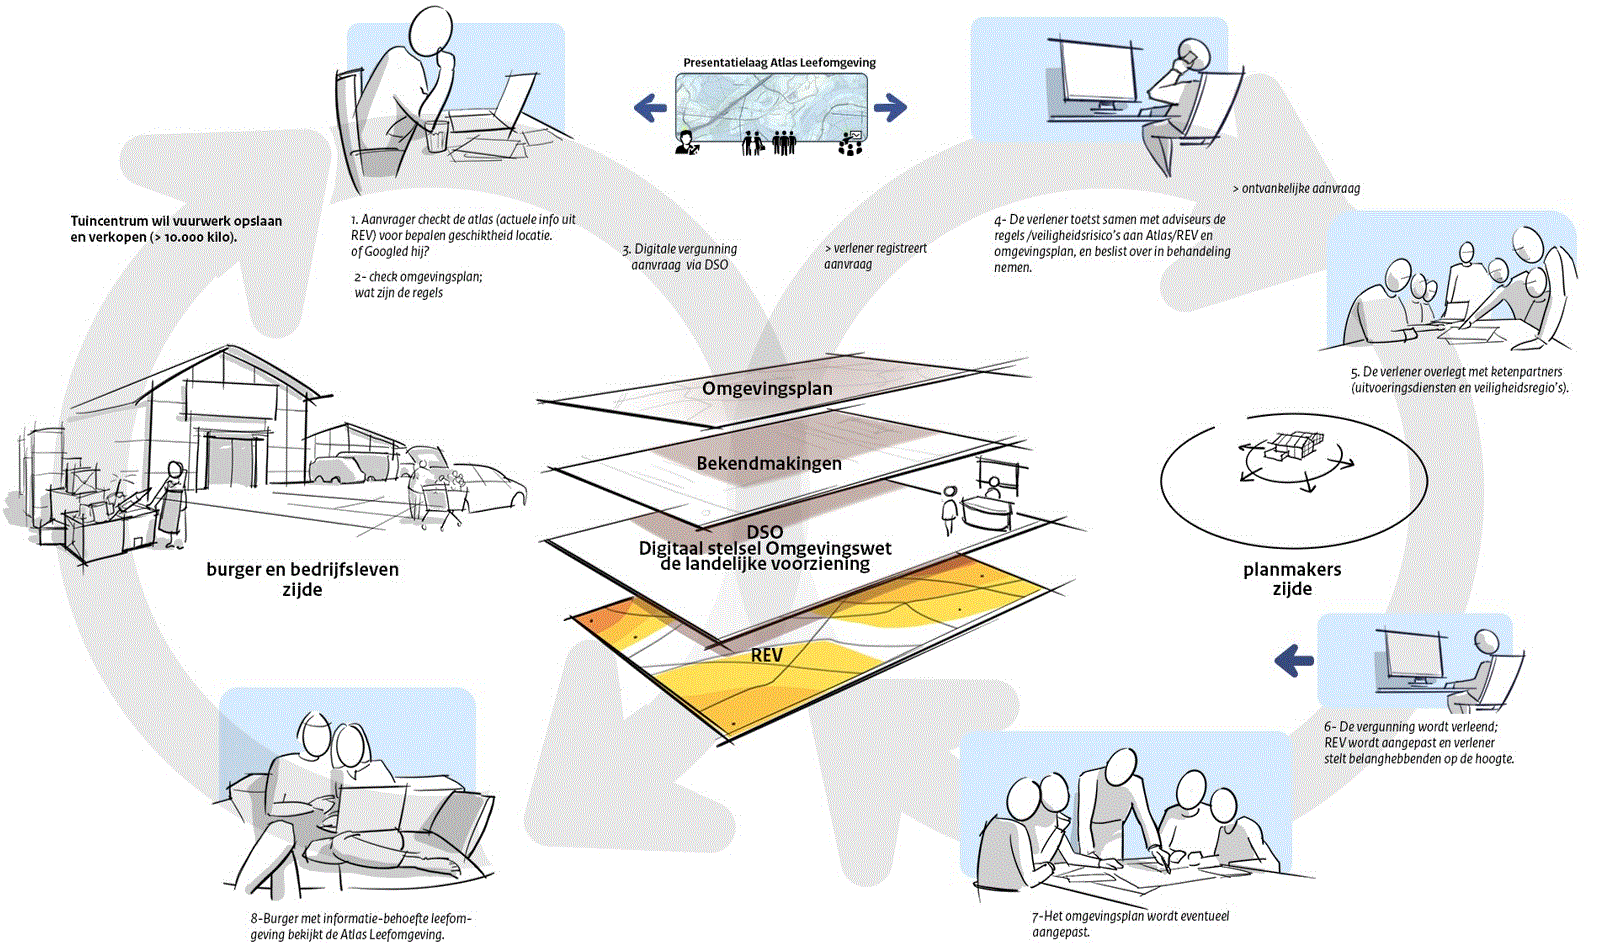 Presentatielaag Atlas Leefomgeving
Tuincentrum wil vuurwerk opslaan
en verkopen (> 10.000 kilo).
1. Aanvrager checkt de atlas (actuele info uit
REV) voor bepalen geschiktheid locatie.
of Googled hij?
2- check omgevingsplan;
wat zijn de regels
3. Digitale vergunning
aanvraag via DSO
> verlener registreert
aanvraag
4- De verlener toetst samen met adviseurs de
regels /veiligheidsrisico's aan Atlas/REV en
omgevingsplan, en beslist over in behandeling
nemen.
> ontvankelijke aanvraag
5. De verlener overlegt met ketenpartners
(uitvoeringsdiensten en veiligheidsregio's).
Omgevingsplan
Bekendmakingen
DSO
Digitaal stelsel Omgevingswet
de landelijke voorziening
REV
burger en bedrijfsleven
zijde
planmakers
zijde
6- De vergunning wordt verleend;
REV wordt aangepast en verlener
stelt belanghebbenden op de hoogte.
7-Het omgevingsplan wordt eventueel
aangepast.
8-Burger met informatie-behoefte leefom-
geving bekijkt de Atlas Leefomgeving.